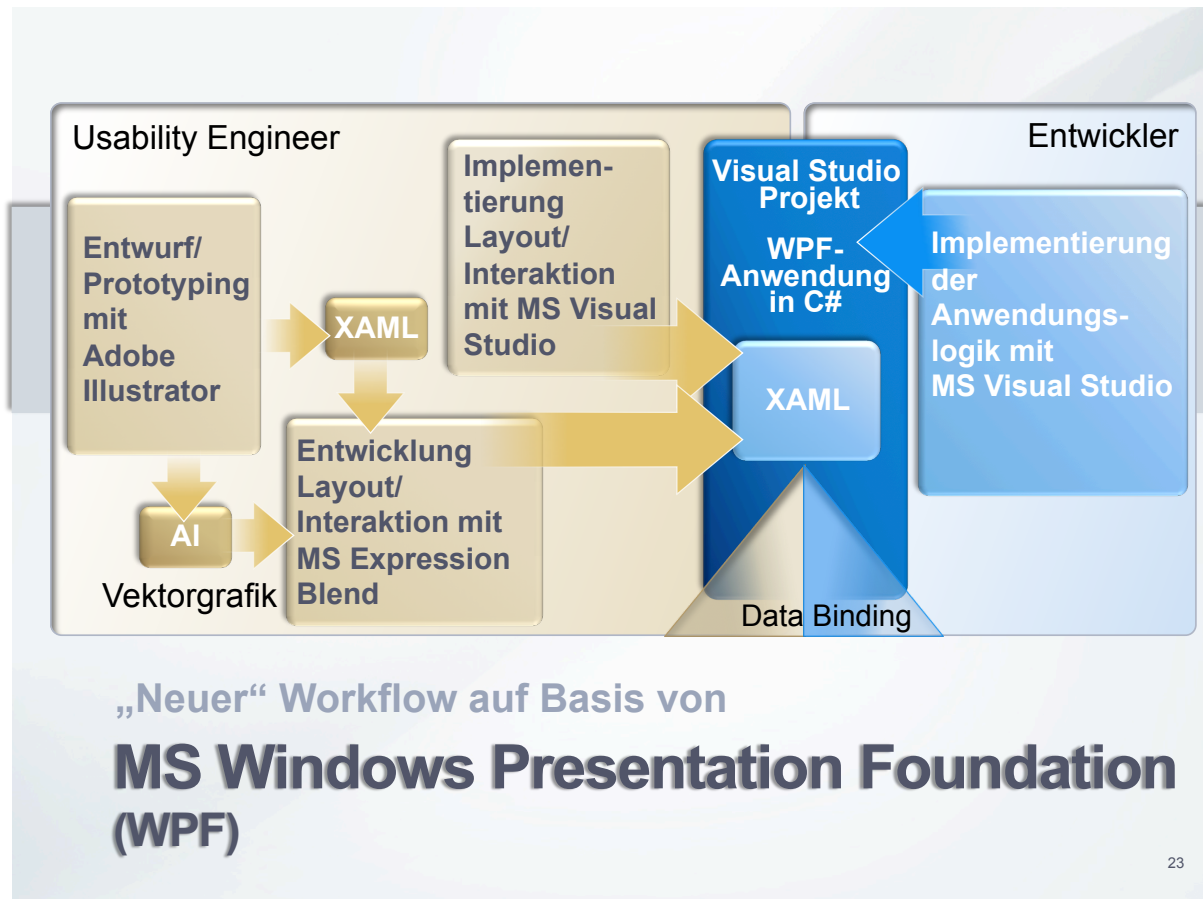 Usability Engineer
Entwurf/
Prototyping
mit
Adobe
Illustrator
XAML
AI
Vektorgrafik
Implemen-
tierung
Layout/
Interaktion
mit MS Visual
Studio
Entwicklung
Layout/
Interaktion mit
MS Expression
Blend
Visual Studio
Projekt
WPF-
Anwendung
in C#
XAML
Data Binding
Entwickler
Implementierung
der
Anwendungs-
logik mit
MS Visual Studio
„Neuer“ Workflow auf Basis von
MS Windows Presentation Foundation
(WPF)
23